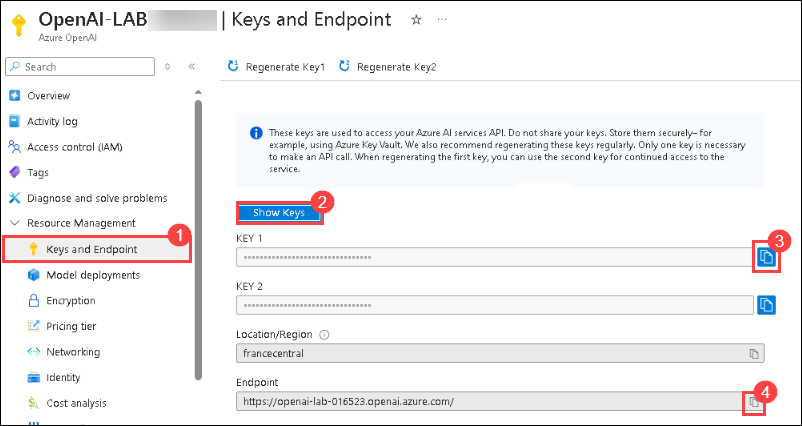 OpenAI-LAB | Keys and Endpoint
Azure OpenAI
Search
Regenerate Key1 Regenerate Key2
Overview
Activity log
Access control (IAM)
Tags
Diagnose and solve problems
Resource Management
1
Keys and Endpoint
Model deployments
Encryption
Pricing tier
Networking
Identity
Cost analysis
These keys are used to access your Azure AI services API. Do not share your keys. Store them securely– for
example, using Azure Key Vault. We also recommend regenerating these keys regularly. Only one key is necessary
to make an API call. When regenerating the first key, you can use the second key for continued access to the
service.
2
Show Keys
KEY 1
3
KEY 2
Location/Region
francecentral
Endpoint
4
https://openai-lab-016523.openai.azure.com/